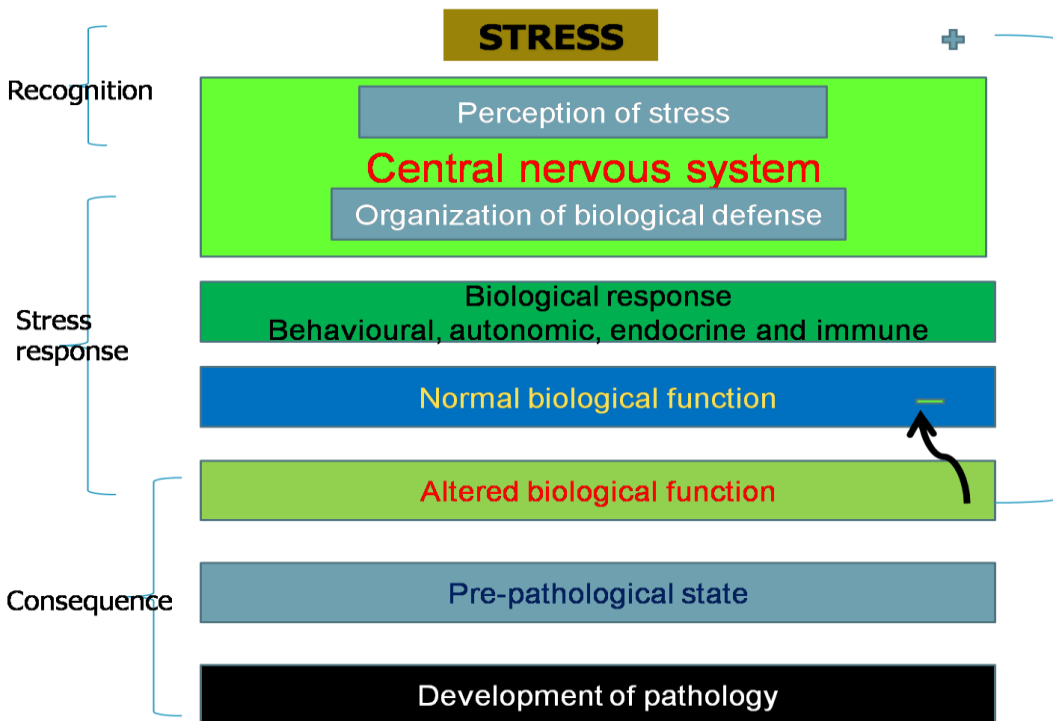 STRESS
+
Recognition
Perception of stress
Central nervous system
Organization of biological defense
Biological response
Behavioural, autonomic, endocrine and immune
Stress
response
Normal biological function
—
Altered biological function
Consequence
Pre-pathological state
Development of pathology